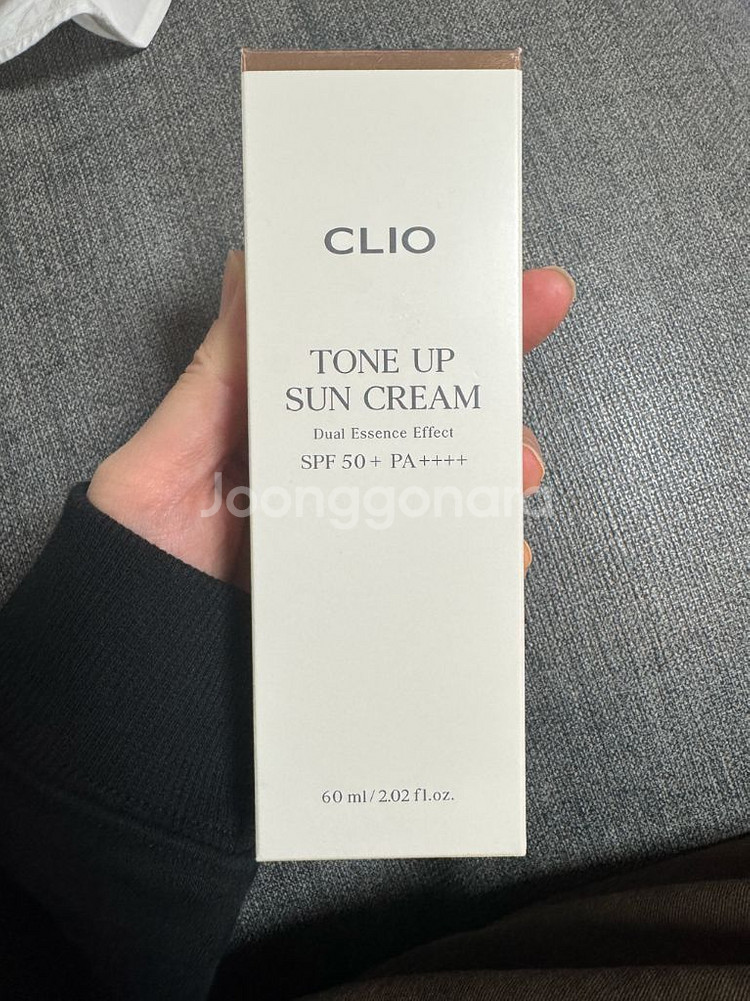 CLIO
TONE UP
SUN CREAM
Dual Essence Effect
SPF 50+ PA++++
Joonggonara
60 ml / 2.02 fl.oz.